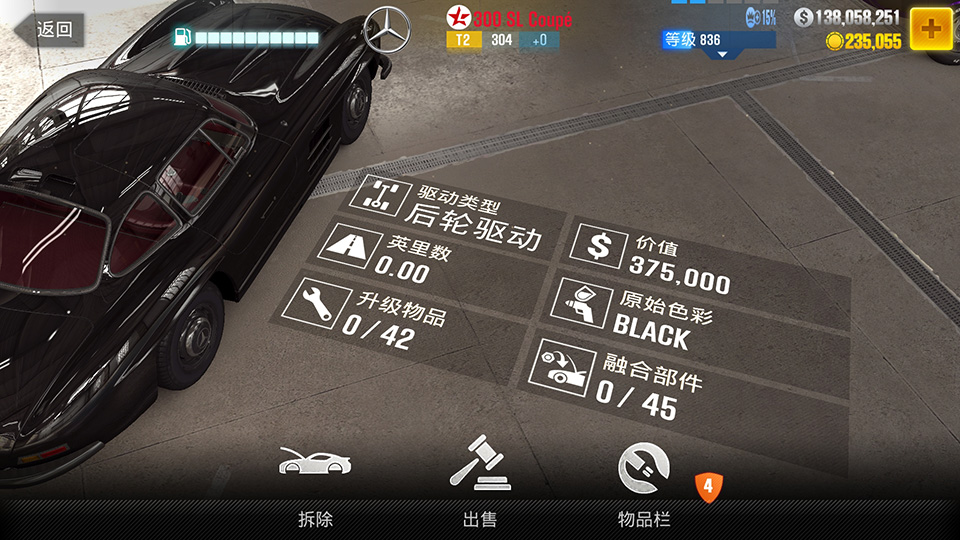 返回
300 SL Coupé
T2 304 +0
等级 836
15%
138,058,251
235,055
驱动类型
后轮驱动
英里数
0.00
升级物品
0 / 42
价值
375,000
原始色彩
BLACK
融合部件
0 / 45
拆除
出售
物品栏
4